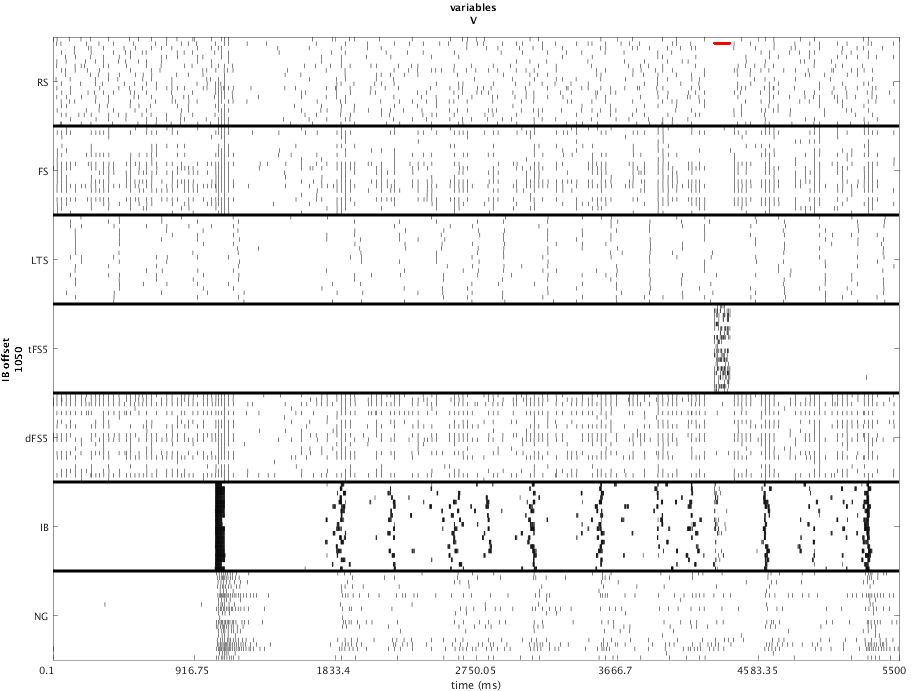 variables
V
RS
FS
LTS
tFS5
dFS5
IB
NG
IB offset
1050
0.1 916.75 1833.4 2750.05 3666.7 4583.35 5500
time (ms)